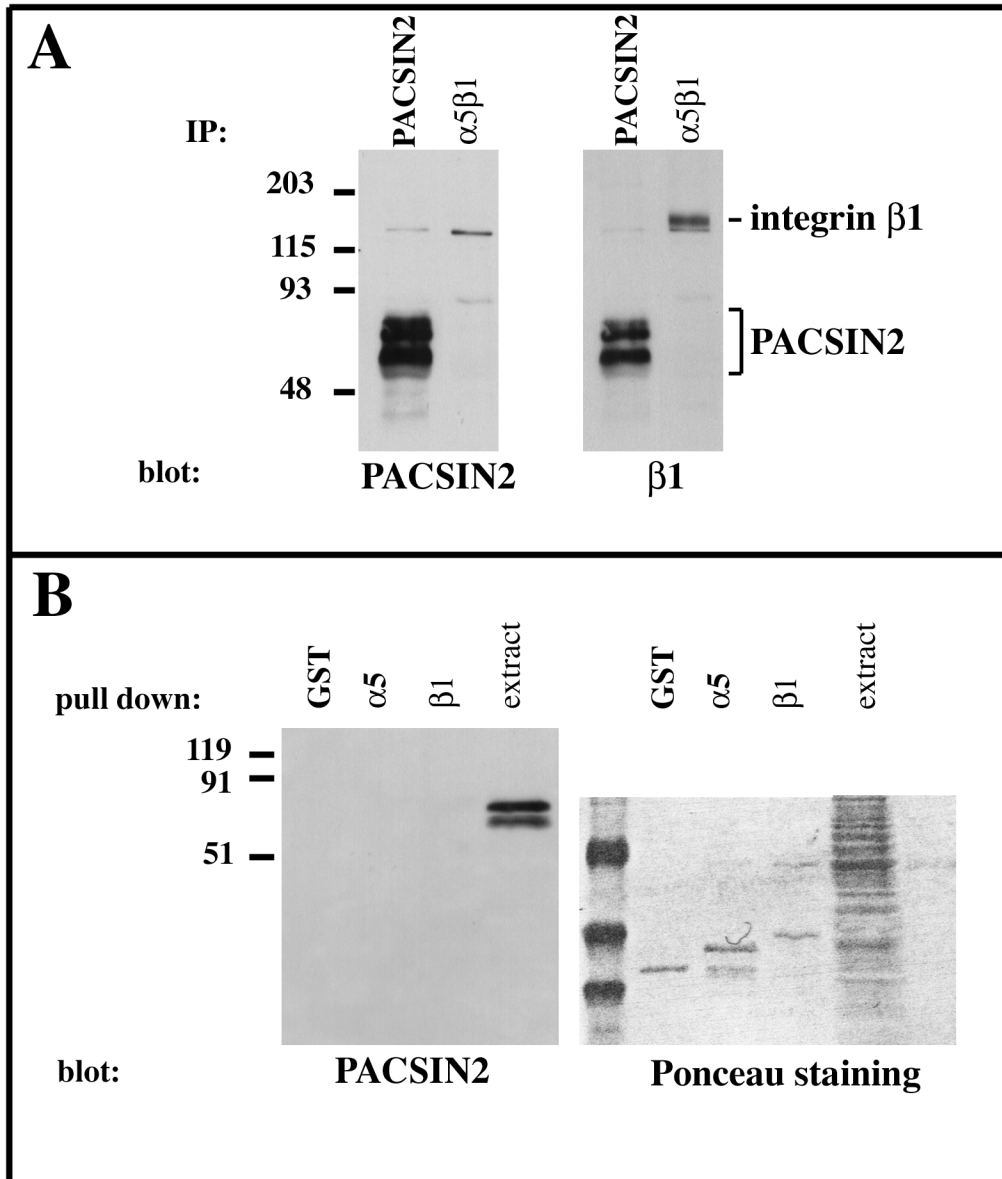 A
IP:
PACSIN2
α5β1
PACSIN2
α5β1
203
115
93
48
integrin β1
PACSIN2
blot:
PACSIN2
β1
B
pull down:
GST
α5
β1
extract
GST
α5
β1
extract
119
91
51
blot:
PACSIN2
Ponceau staining